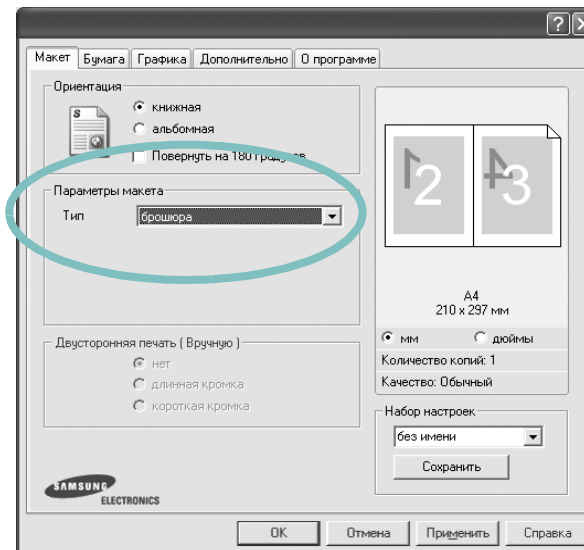 Макет Бумага Графика Дополнительно О программе
Ориентация
S
книжная
альбомная
Повернуть на 180 градусов
Параметры макета
Тип брошюра
1 2 4 3
A4
210 x 297 мм
мм дюймы
Количество копий: 1
Качество: Обычный
Двусторонняя печать ( Вручную )
нет
длинная кромка
короткая кромка
Набор настроек
без имени
Сохранить
SAMSUNG
ELECTRONICS
OK Отмена Применить Справка